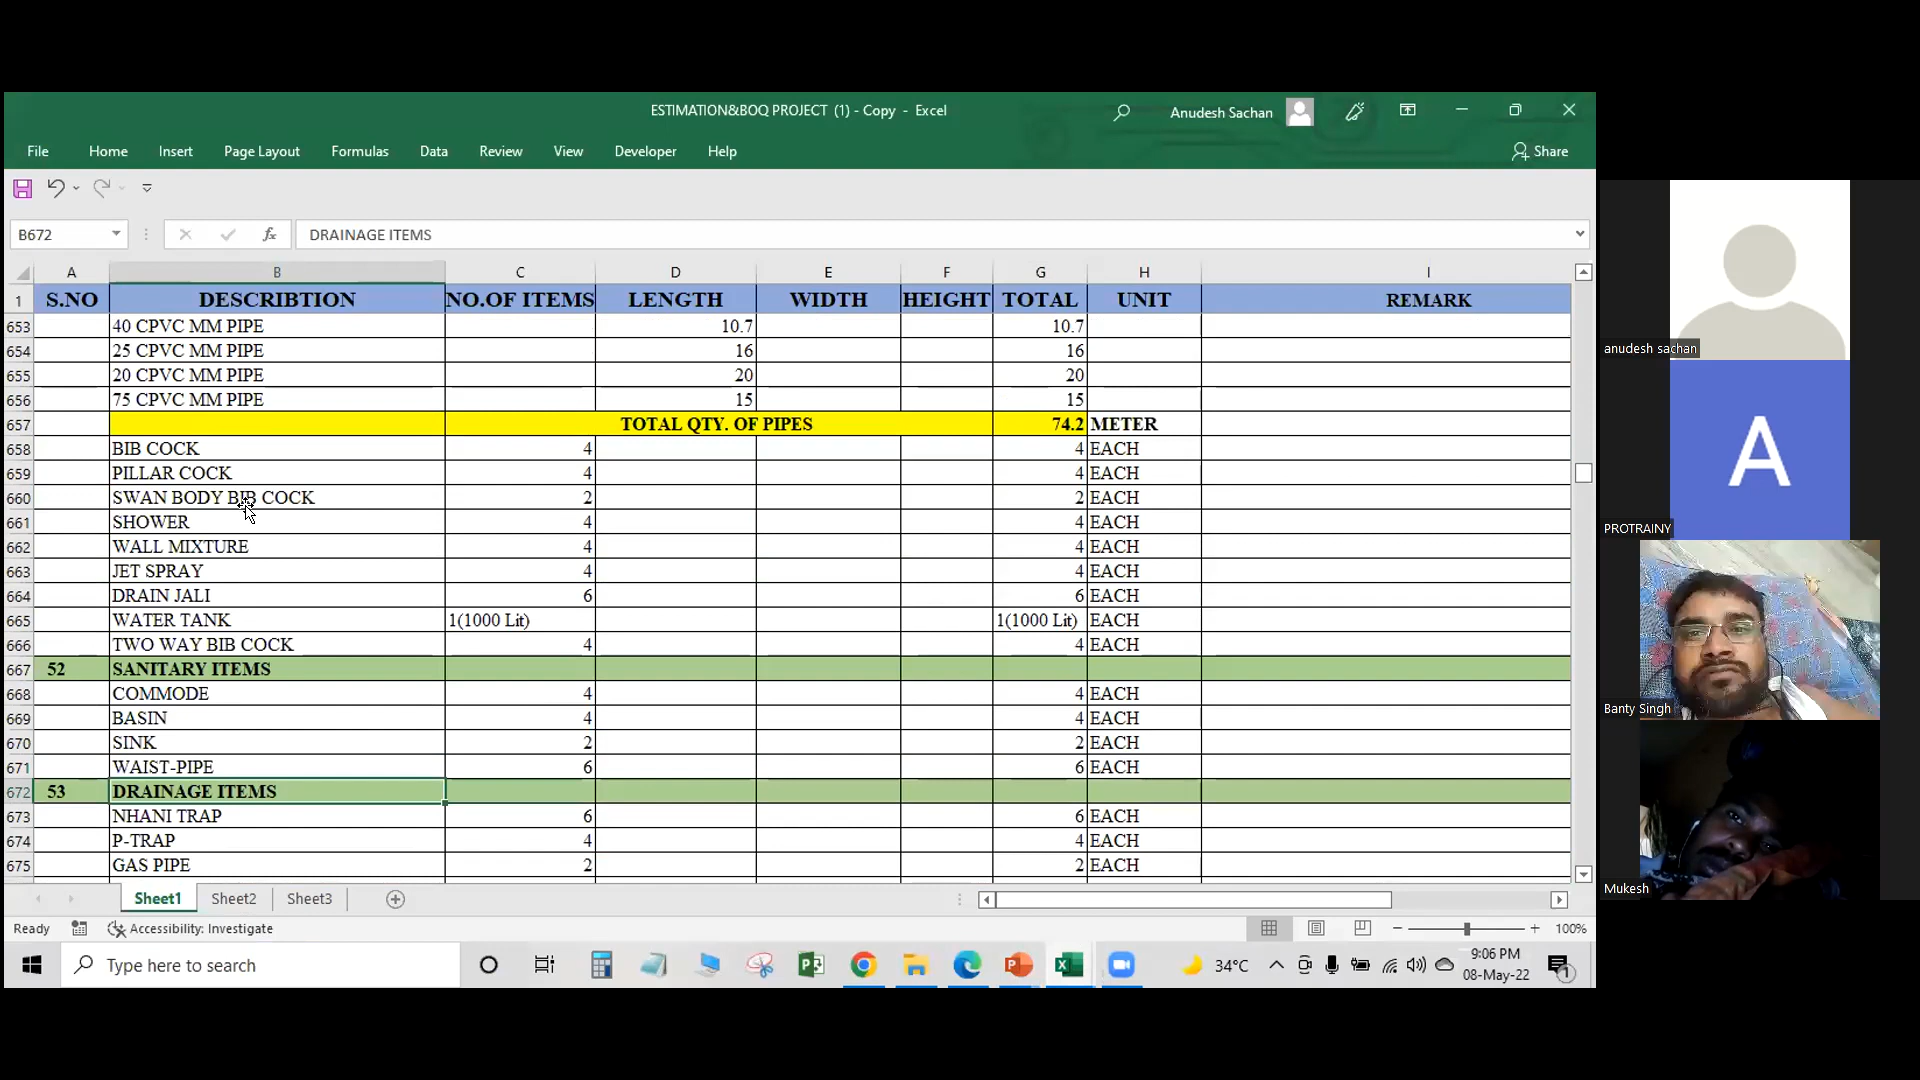 ESTIMATION&BOQ PROJECT (1) - Copy - Excel
Anudesh Sachan
File Home Insert Page Layout Formulas Data Review View Developer Help Share
B672 fx DRAINAGE ITEMS
A B C D E F G H I
1 S.NO DESCRIBTION NO.OF ITEMS LENGTH WIDTH HEIGHT TOTAL UNIT REMARK
653 40 CPVC MM PIPE 10.7 10.7
654 25 CPVC MM PIPE 16 16
655 20 CPVC MM PIPE 20 20
656 75 CPVC MM PIPE 15 15
657 TOTAL QTY. OF PIPES 74.2 METER
658 BIB COCK 4 4 EACH
659 PILLAR COCK 4 4 EACH
660 SWAN BODY BIB COCK 2 2 EACH
661 SHOWER 4 4 EACH
662 WALL MIXTURE 4 4 EACH
663 JET SPRAY 4 4 EACH
664 DRAIN JALI 6 6 EACH
665 WATER TANK 1(1000 Lit) 1(1000 Lit) EACH
666 TWO WAY BIB COCK 4 4 EACH
667 52 SANITARY ITEMS
668 COMMODE 4 4 EACH
669 BASIN 4 4 EACH
670 SINK 2 2 EACH
671 WAIST-PIPE 6 6 EACH
672 53 DRAINAGE ITEMS
673 NHANI TRAP 6 6 EACH
674 P-TRAP 4 4 EACH
675 GAS PIPE 2 2 EACH
Sheet1 Sheet2 Sheet3
Ready Accessibility: Investigate 100%
Type here to search 34°C 9:06 PM
08-May-22 1
anudesh sachan
A
PROTRAINY
Banty Singh
Mukesh